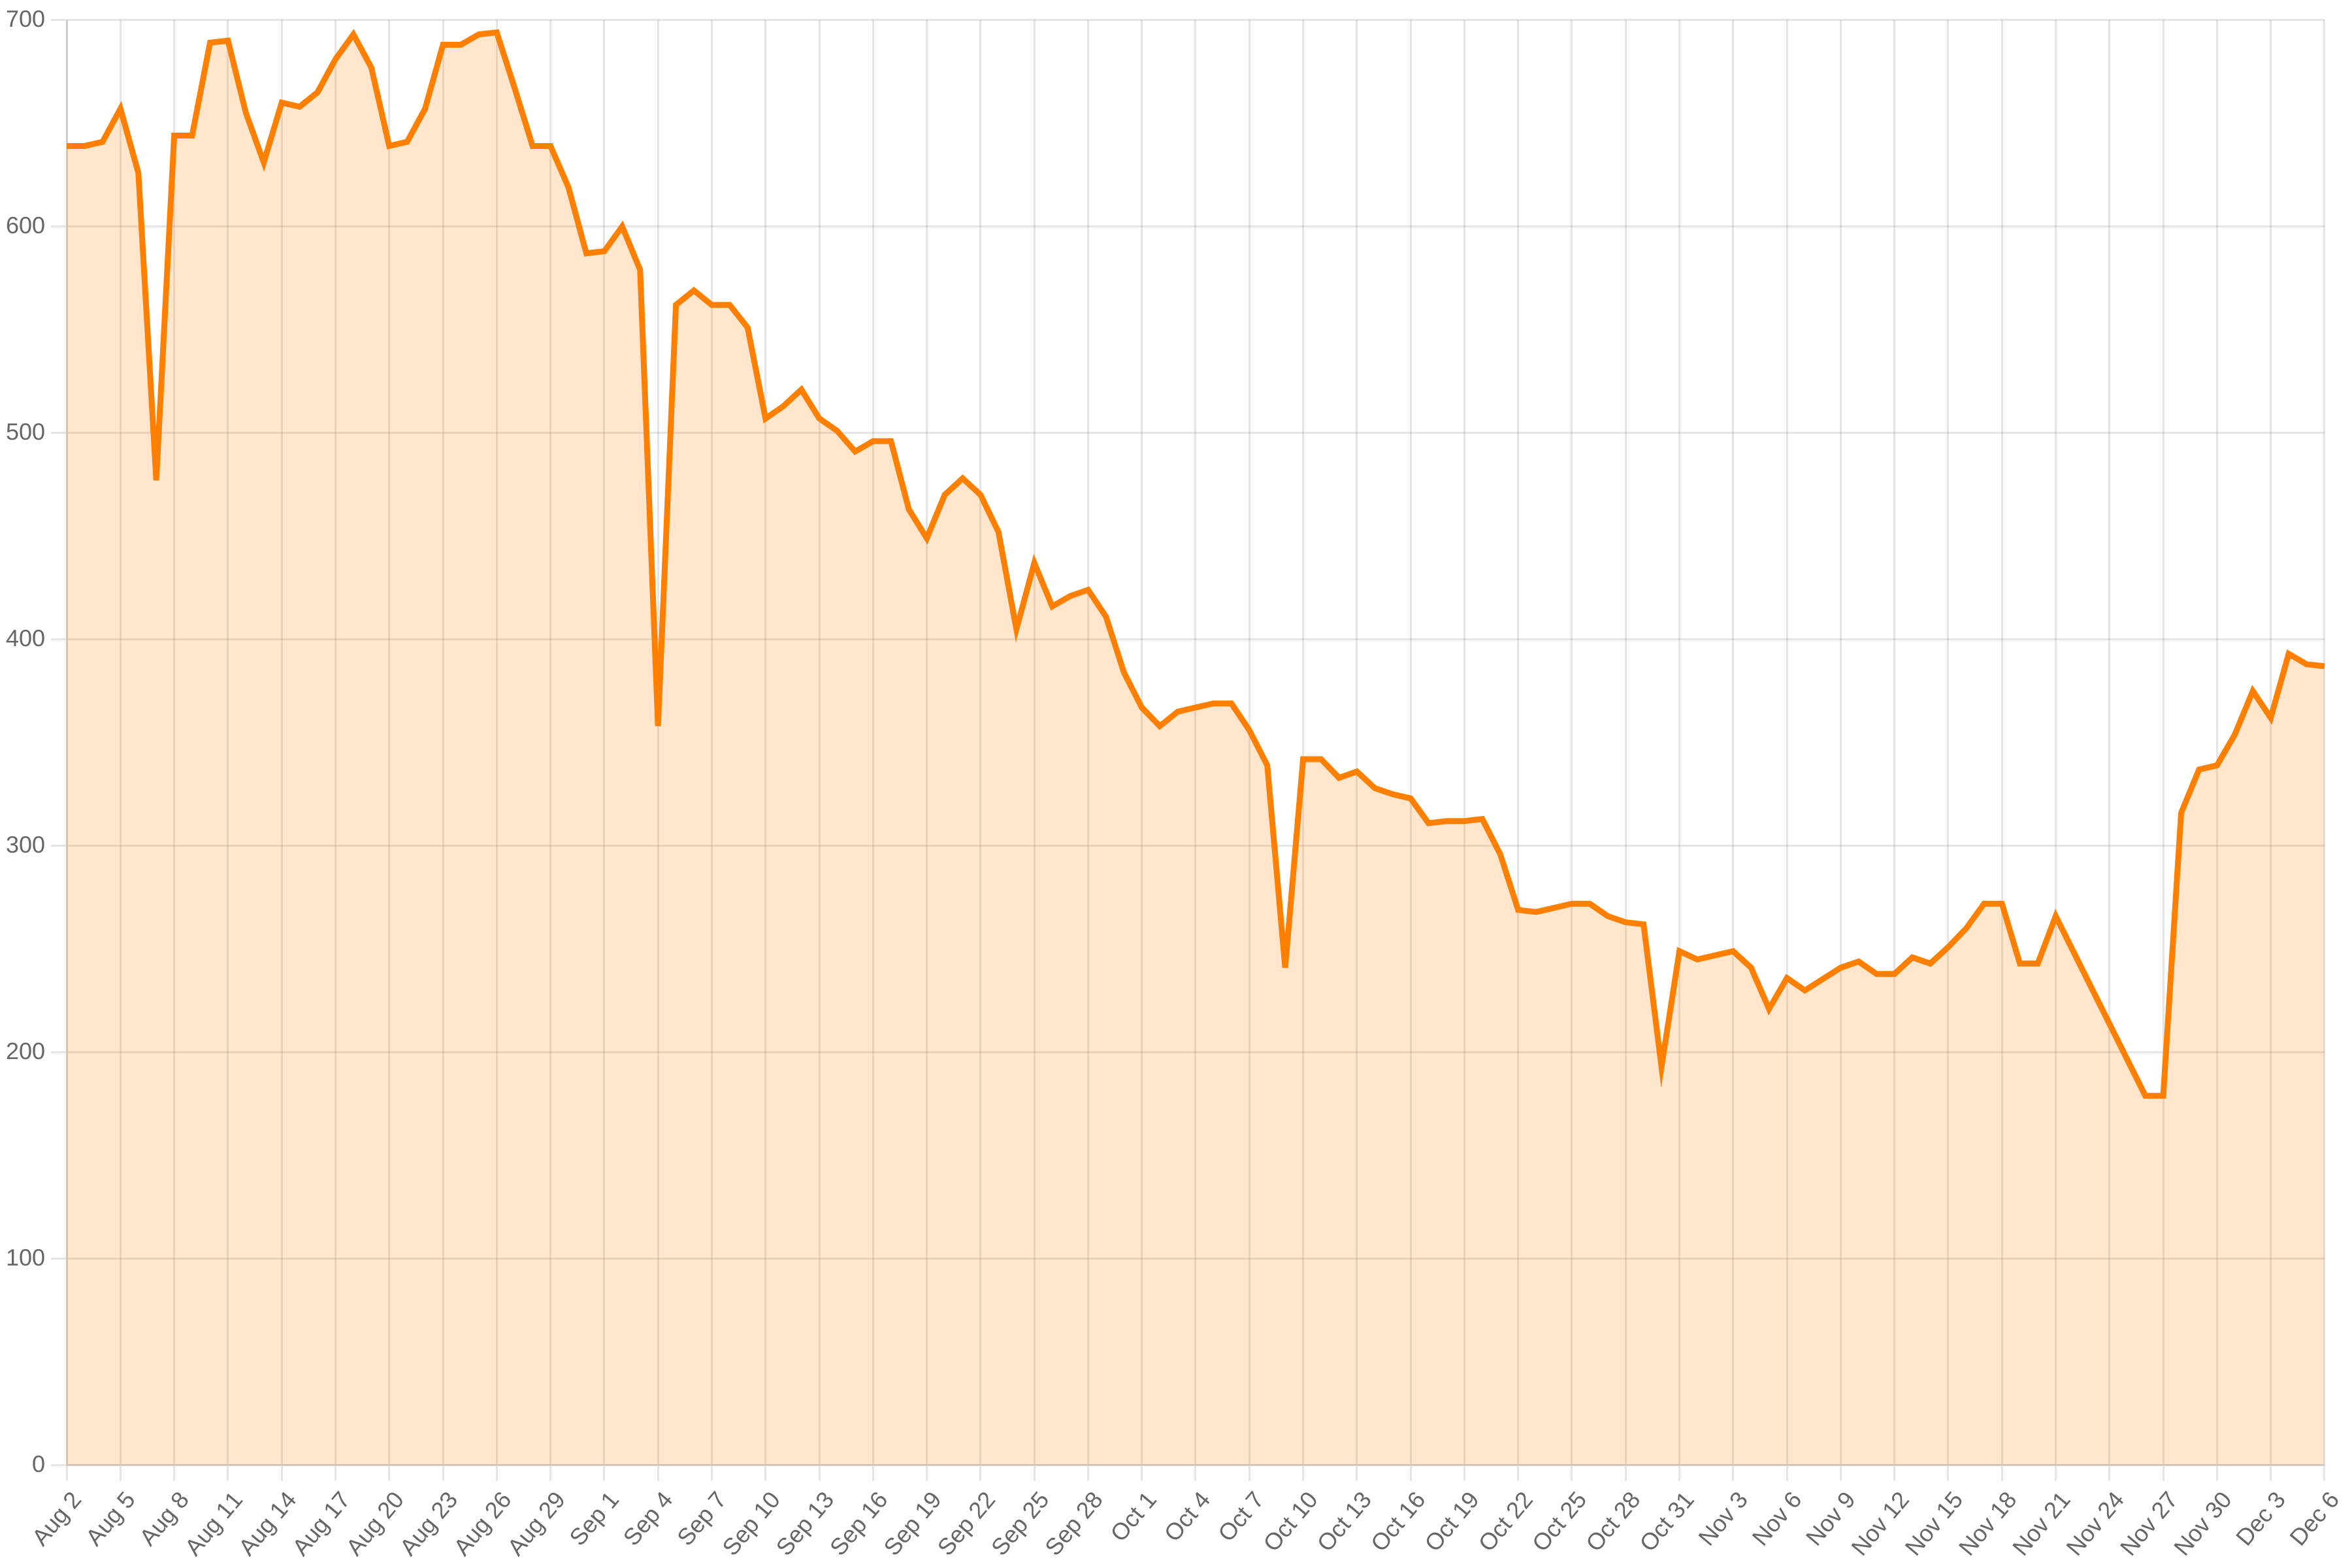 700
600
500
400
300
200
100
0
Aug 2
Aug 5
Aug 8
Aug 11
Aug 14
Aug 17
Aug 20
Aug 23
Aug 26
Aug 29
Sep 1
Sep 4
Sep 7
Sep 10
Sep 13
Sep 16
Sep 19
Sep 22
Sep 25
Sep 28
Oct 1
Oct 4
Oct 7
Oct 10
Oct 13
Oct 16
Oct 19
Oct 22
Oct 25
Oct 28
Oct 31
Nov 3
Nov 6
Nov 9
Nov 12
Nov 15
Nov 18
Nov 21
Nov 24
Nov 27
Nov 30
Dec 3
Dec 6